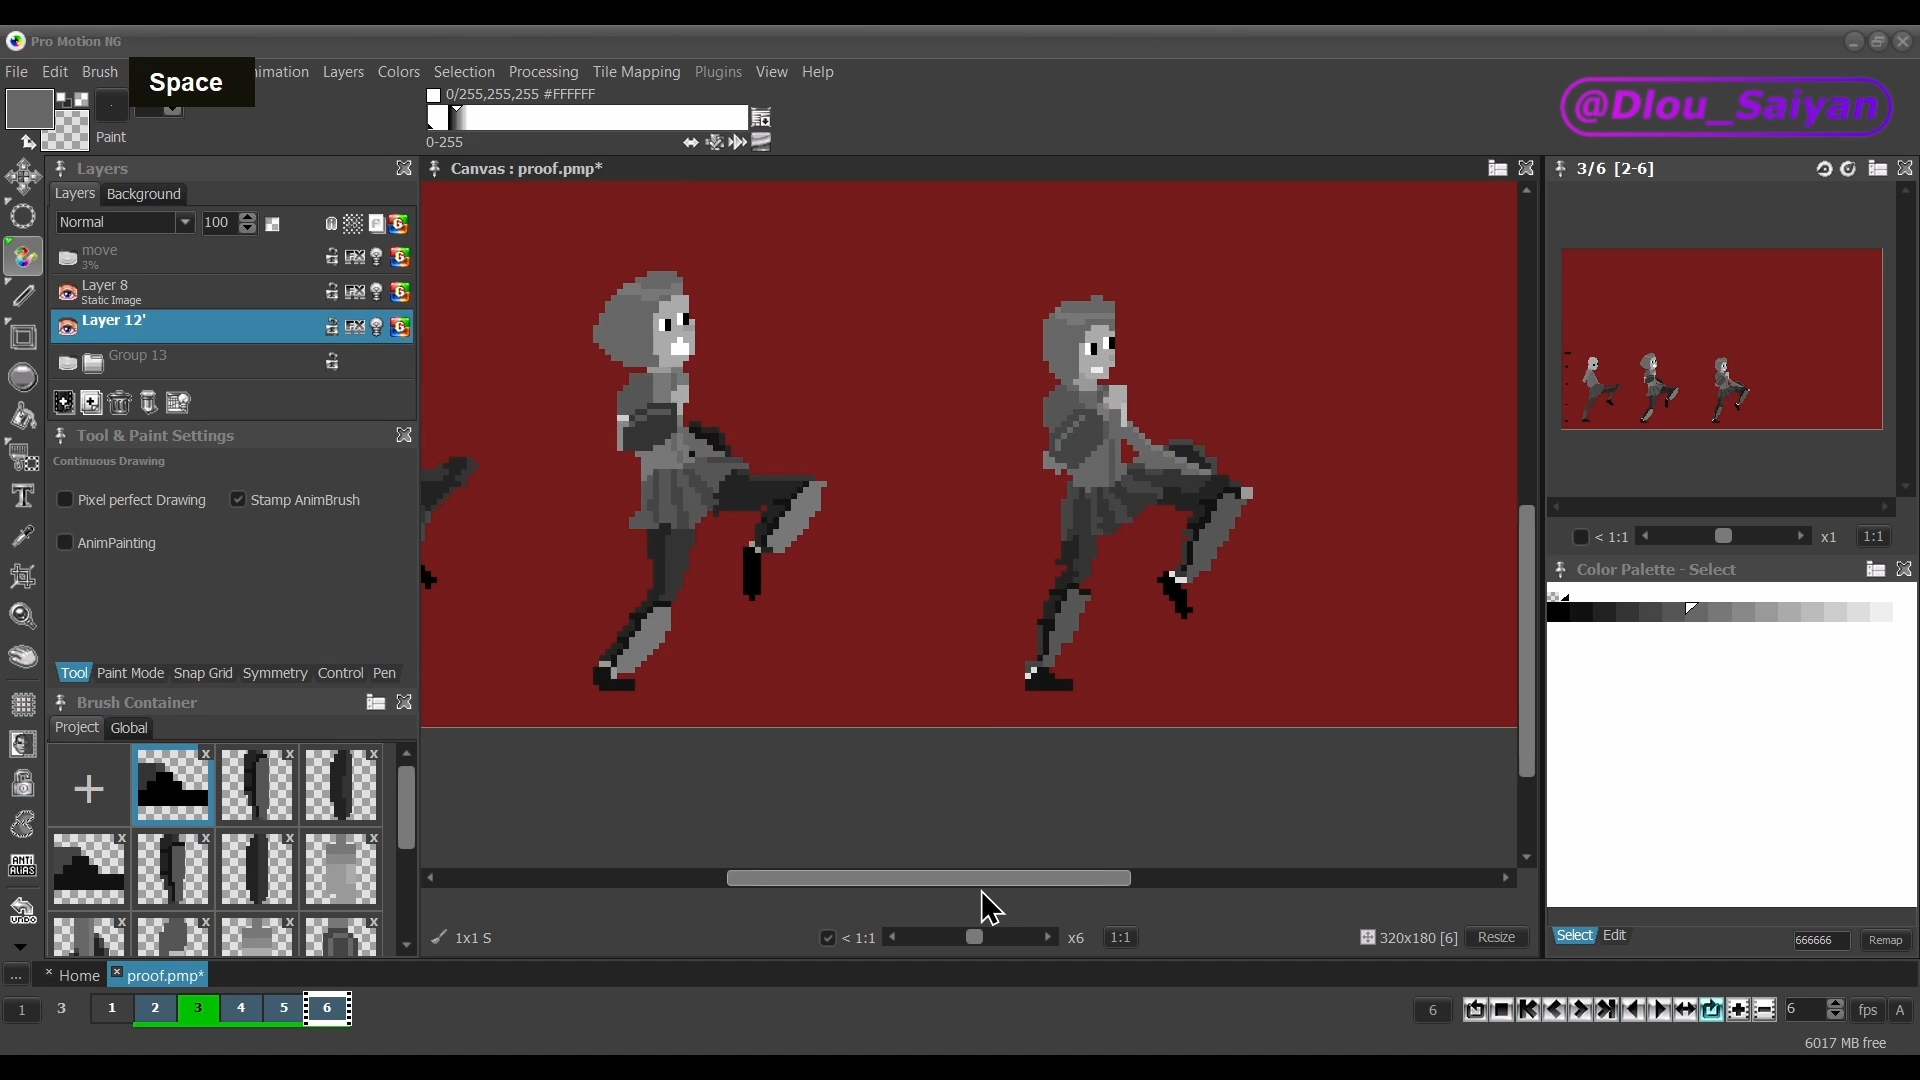 Pro Motion NG
File Edit Brush nimation Layers Colors Selection Processing Tile Mapping Plugins View Help
Space
@Dlou_Saiyan
0/255,255,255 #FFFFFF
Paint
0-255
Layers
Canvas : proof.pmp*
3/6 [2-6]
Layers Background
Normal 100
move
3%
Layer 8
Static Image
Layer 12'
Group 13
Tool & Paint Settings
Continuous Drawing
Pixel perfect Drawing Stamp AnimBrush
AnimPainting
< 1:1 x1 1:1
Color Palette - Select
Tool Paint Mode Snap Grid Symmetry Control Pen
Brush Container
Project Global
ANTI
ALIAS
UNDO
1x1 S < 1:1 x6 1:1 320x180 [6] Resize
Select Edit 666666 Remap
... Home proof.pmp*
1 3 1 2 3 4 5 6 6 6 fps A
6017 MB free